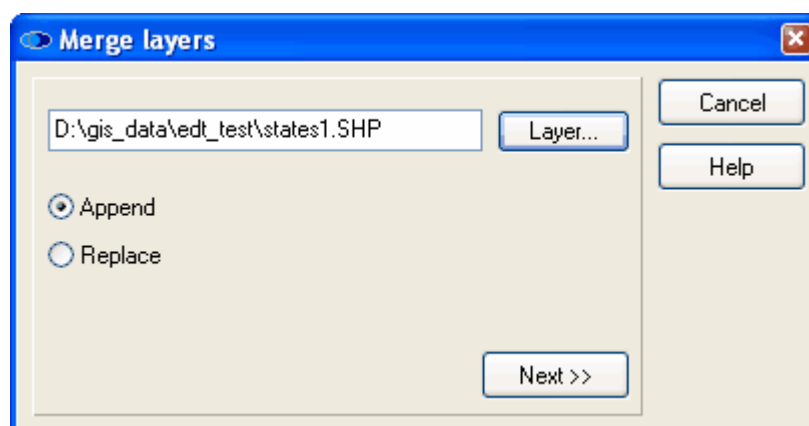 Merge layers
D:\gis_data\edt_test\states1.SHP
Layer...
Cancel
Help
Append
Replace
Next >>